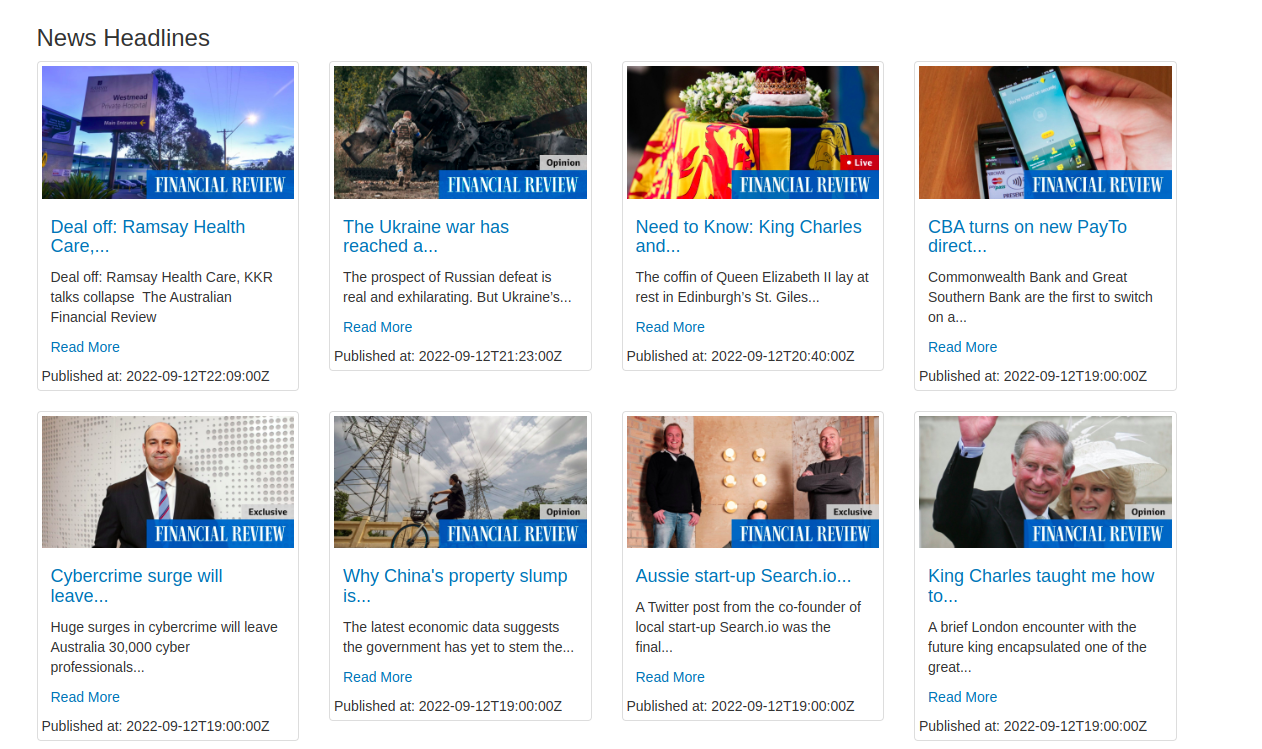 News Headlines
Westmead
Private Hospital
Main Entrance
FINANCIAL REVIEW
Deal off: Ramsay Health
Care,...
Deal off: Ramsay Health Care, KKR
talks collapse  The Australian
Financial Review
Read More
Published at: 2022-09-12T22:09:00Z
Opinion
FINANCIAL REVIEW
The Ukraine war has
reached a...
The prospect of Russian defeat is
real and exhilarating. But Ukraine’s...
Read More
Published at: 2022-09-12T21:23:00Z
Live
FINANCIAL REVIEW
Need to Know: King Charles
and...
The coffin of Queen Elizabeth II lay at
rest in Edinburgh’s St. Giles...
Read More
Published at: 2022-09-12T20:40:00Z
FINANCIAL REVIEW
CBA turns on new PayTo
direct...
Commonwealth Bank and Great
Southern Bank are the first to switch
on a...
Read More
Published at: 2022-09-12T19:00:00Z
Exclusive
FINANCIAL REVIEW
Cybercrime surge will
leave...
Huge surges in cybercrime will leave
Australia 30,000 cyber
professionals...
Read More
Published at: 2022-09-12T19:00:00Z
Opinion
FINANCIAL REVIEW
Why China's property slump
is...
The latest economic data suggests
the government has yet to stem the...
Read More
Published at: 2022-09-12T19:00:00Z
Exclusive
FINANCIAL REVIEW
Aussie start-up Search.io...
A Twitter post from the co-founder of
local start-up Search.io was the
final...
Read More
Published at: 2022-09-12T19:00:00Z
Opinion
FINANCIAL REVIEW
King Charles taught me how
to...
A brief London encounter with the
future king encapsulated one of the
great...
Read More
Published at: 2022-09-12T19:00:00Z